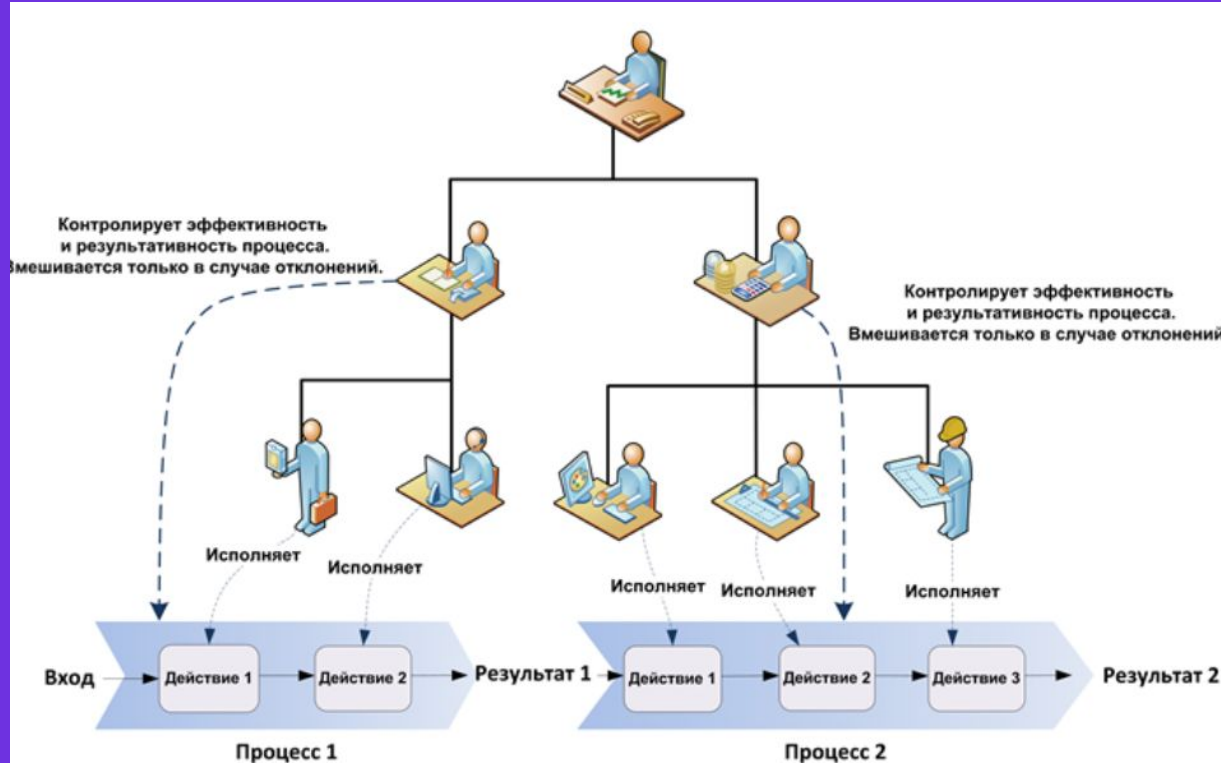 Контролирует эффективность
и результативность процесса.
Вмешивается только в случае отклонений.
Контролирует эффективность
и результативность процесса.
Вмешивается только в случае отклонений
Исполняет
Исполняет
Исполняет
Исполняет
Исполняет
Вход
Действие 1
Действие 2
Результат 1
Действие 1
Действие 2
Действие 3
Результат 2
Процесс 1
Процесс 2